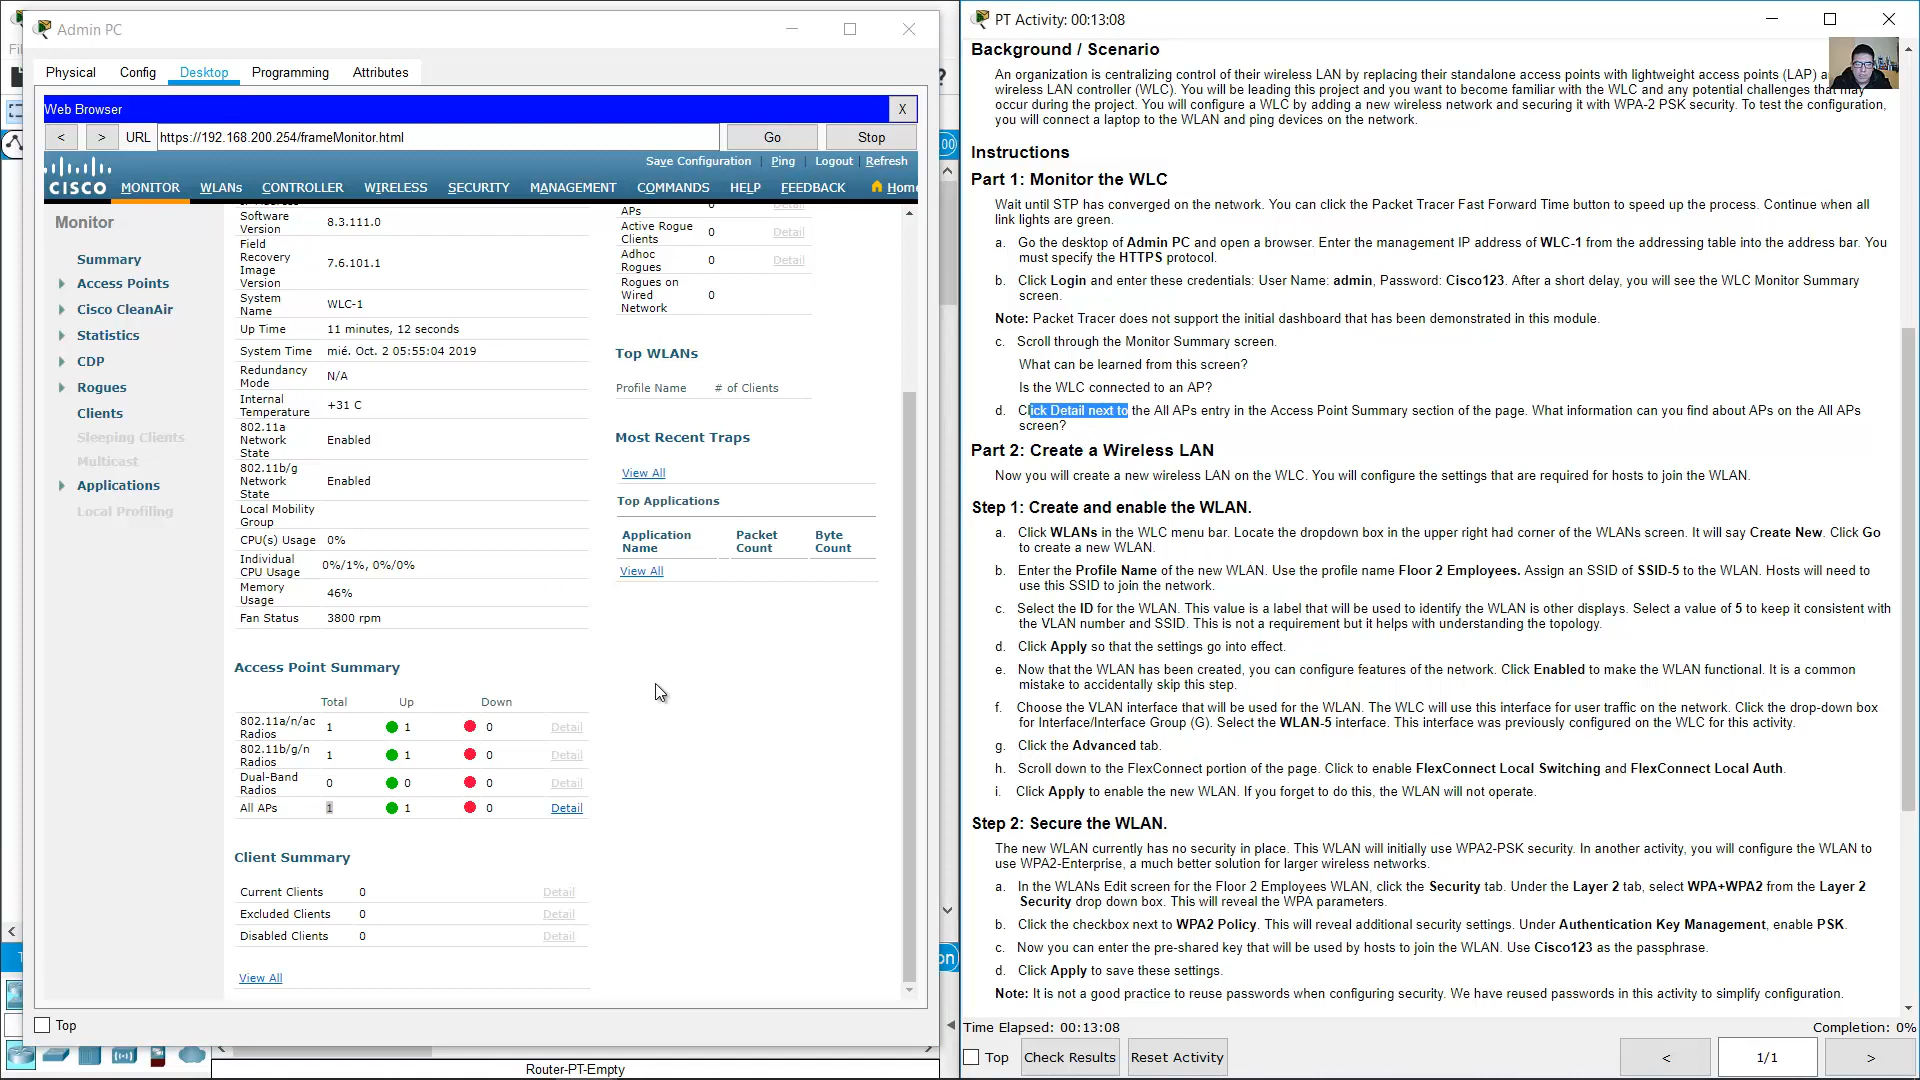 Admin PC
Physical Config Desktop Programming Attributes
Web Browser X
< > URL https://192.168.200.254/frameMonitor.html Go Stop
Save Configuration | Ping | Logout | Refresh
CISCO MONITOR WLANs CONTROLLER WIRELESS SECURITY MANAGEMENT COMMANDS HELP FEEDBACK Home
Monitor
Summary
Access Points
Cisco CleanAir
Statistics
CDP
Rogues
Clients
Sleeping Clients
Multicast
Applications
Local Profiling
Software Version 8.3.111.0
Field Recovery Image Version 7.6.101.1
System Name WLC-1
Up Time 11 minutes, 12 seconds
System Time mié. Oct. 2 05:55:04 2019
Redundancy Mode N/A
Internal Temperature +31 C
802.11a Network State Enabled
802.11b/g Network State Enabled
Local Mobility Group
CPU(s) Usage 0%
Individual CPU Usage 0%/1%, 0%/0%
Memory Usage 46%
Fan Status 3800 rpm
Access Point Summary
Total Up Down
802.11a/n/ac Radios 1 1 0 Detail
802.11b/g/n Radios 1 1 0 Detail
Dual-Band Radios 0 0 0 Detail
All APs 1 1 0 Detail
Client Summary
Current Clients 0 Detail
Excluded Clients 0 Detail
Disabled Clients 0 Detail
View All
APs 0 Detail
Active Rogue Clients 0 Detail
Adhoc Rogues 0 Detail
Rogues on Wired Network 0
Top WLANs
Profile Name # of Clients
Most Recent Traps
View All
Top Applications
Application Name Packet Count Byte Count
View All
Top
Router-PT-Empty
PT Activity: 00:13:08
Background / Scenario
An organization is centralizing control of their wireless LAN by replacing their standalone access points with lightweight access points (LAP) a
wireless LAN controller (WLC). You will be leading this project and you want to become familiar with the WLC and any potential challenges that may
occur during the project. You will configure a WLC by adding a new wireless network and securing it with WPA-2 PSK security. To test the configuration,
you will connect a laptop to the WLAN and ping devices on the network.
Instructions
Part 1: Monitor the WLC
Wait until STP has converged on the network. You can click the Packet Tracer Fast Forward Time button to speed up the process. Continue when all
link lights are green.
a. Go the desktop of Admin PC and open a browser. Enter the management IP address of WLC-1 from the addressing table into the address bar. You
must specify the HTTPS protocol.
b. Click Login and enter these credentials: User Name: admin, Password: Cisco123. After a short delay, you will see the WLC Monitor Summary
screen.
Note: Packet Tracer does not support the initial dashboard that has been demonstrated in this module.
c. Scroll through the Monitor Summary screen.
What can be learned from this screen?
Is the WLC connected to an AP?
d. Click Detail next to the All APs entry in the Access Point Summary section of the page. What information can you find about APs on the All APs
screen?
Part 2: Create a Wireless LAN
Now you will create a new wireless LAN on the WLC. You will configure the settings that are required for hosts to join the WLAN.
Step 1: Create and enable the WLAN.
a. Click WLANs in the WLC menu bar. Locate the dropdown box in the upper right had corner of the WLANs screen. It will say Create New. Click Go
to create a new WLAN.
b. Enter the Profile Name of the new WLAN. Use the profile name Floor 2 Employees. Assign an SSID of SSID-5 to the WLAN. Hosts will need to
use this SSID to join the network.
c. Select the ID for the WLAN. This value is a label that will be used to identify the WLAN is other displays. Select a value of 5 to keep it consistent with
the VLAN number and SSID. This is not a requirement but it helps with understanding the topology.
d. Click Apply so that the settings go into effect.
e. Now that the WLAN has been created, you can configure features of the network. Click Enabled to make the WLAN functional. It is a common
mistake to accidentally skip this step.
f. Choose the VLAN interface that will be used for the WLAN. The WLC will use this interface for user traffic on the network. Click the drop-down box
for Interface/Interface Group (G). Select the WLAN-5 interface. This interface was previously configured on the WLC for this activity.
g. Click the Advanced tab.
h. Scroll down to the FlexConnect portion of the page. Click to enable FlexConnect Local Switching and FlexConnect Local Auth.
i. Click Apply to enable the new WLAN. If you forget to do this, the WLAN will not operate.
Step 2: Secure the WLAN.
The new WLAN currently has no security in place. This WLAN will initially use WPA2-PSK security. In another activity, you will configure the WLAN to
use WPA2-Enterprise, a much better solution for larger wireless networks.
a. In the WLANs Edit screen for the Floor 2 Employees WLAN, click the Security tab. Under the Layer 2 tab, select WPA+WPA2 from the Layer 2
Security drop down box. This will reveal the WPA parameters.
b. Click the checkbox next to WPA2 Policy. This will reveal additional security settings. Under Authentication Key Management, enable PSK.
c. Now you can enter the pre-shared key that will be used by hosts to join the WLAN. Use Cisco123 as the passphrase.
d. Click Apply to save these settings.
Note: It is not a good practice to reuse passwords when configuring security. We have reused passwords in this activity to simplify configuration.
Time Elapsed: 00:13:08 Completion: 0%
Top Check Results Reset Activity < 1/1 >